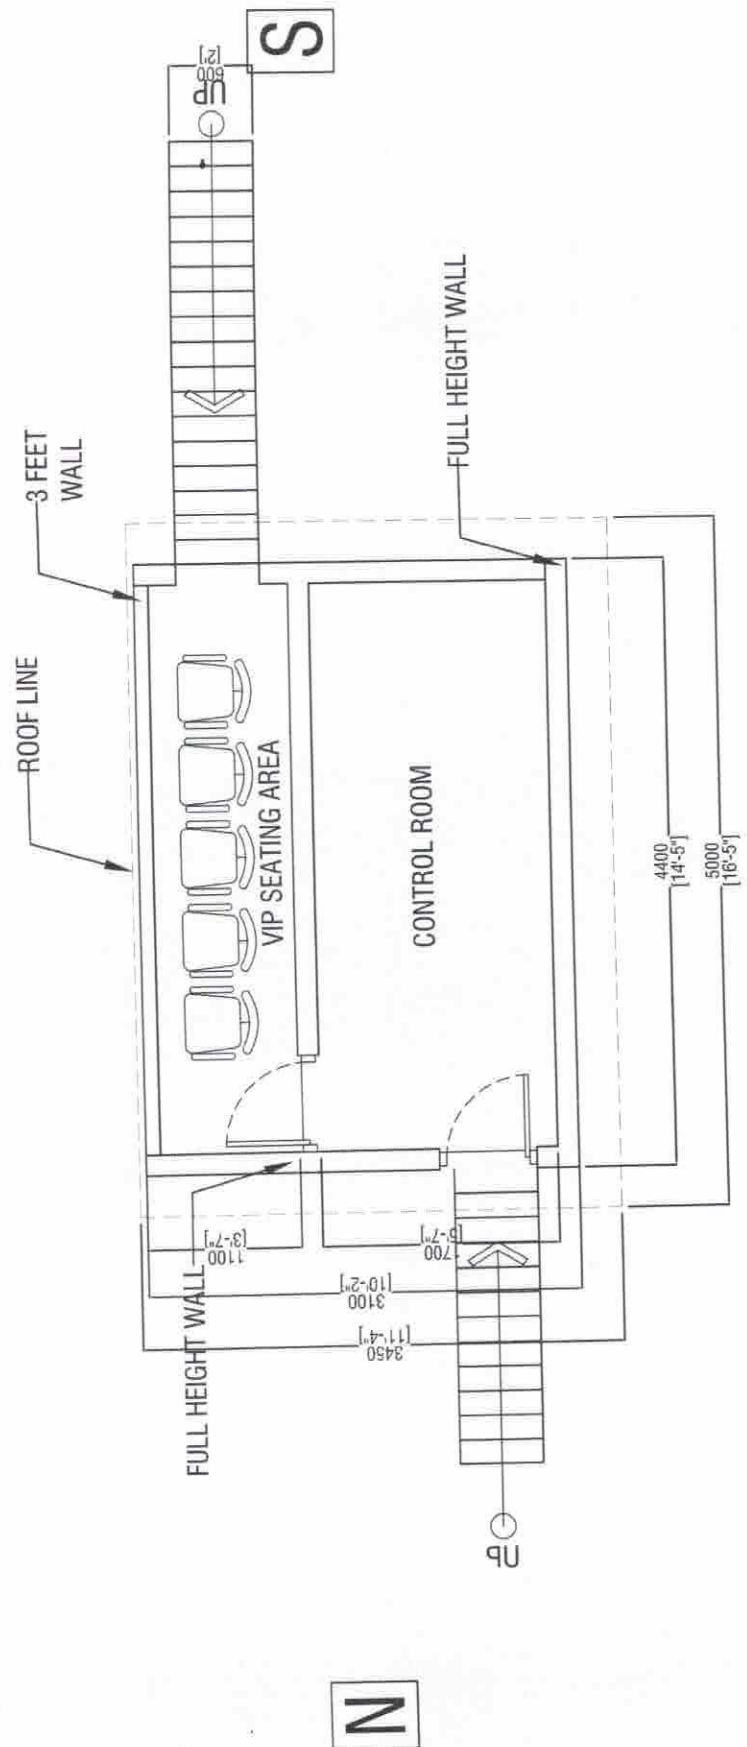 S
UP
600
[2']
3 FEET
WALL
ROOF LINE
FULL HEIGHT WALL
VIP SEATING AREA
CONTROL ROOM
4400
[14'-5"]
5000
[16'-5"]
1100
[3'-7"]
700
[5'-7"]
3100
[10'-2"]
3450
[11'-4"]
FULL HEIGHT WALL
UP
N